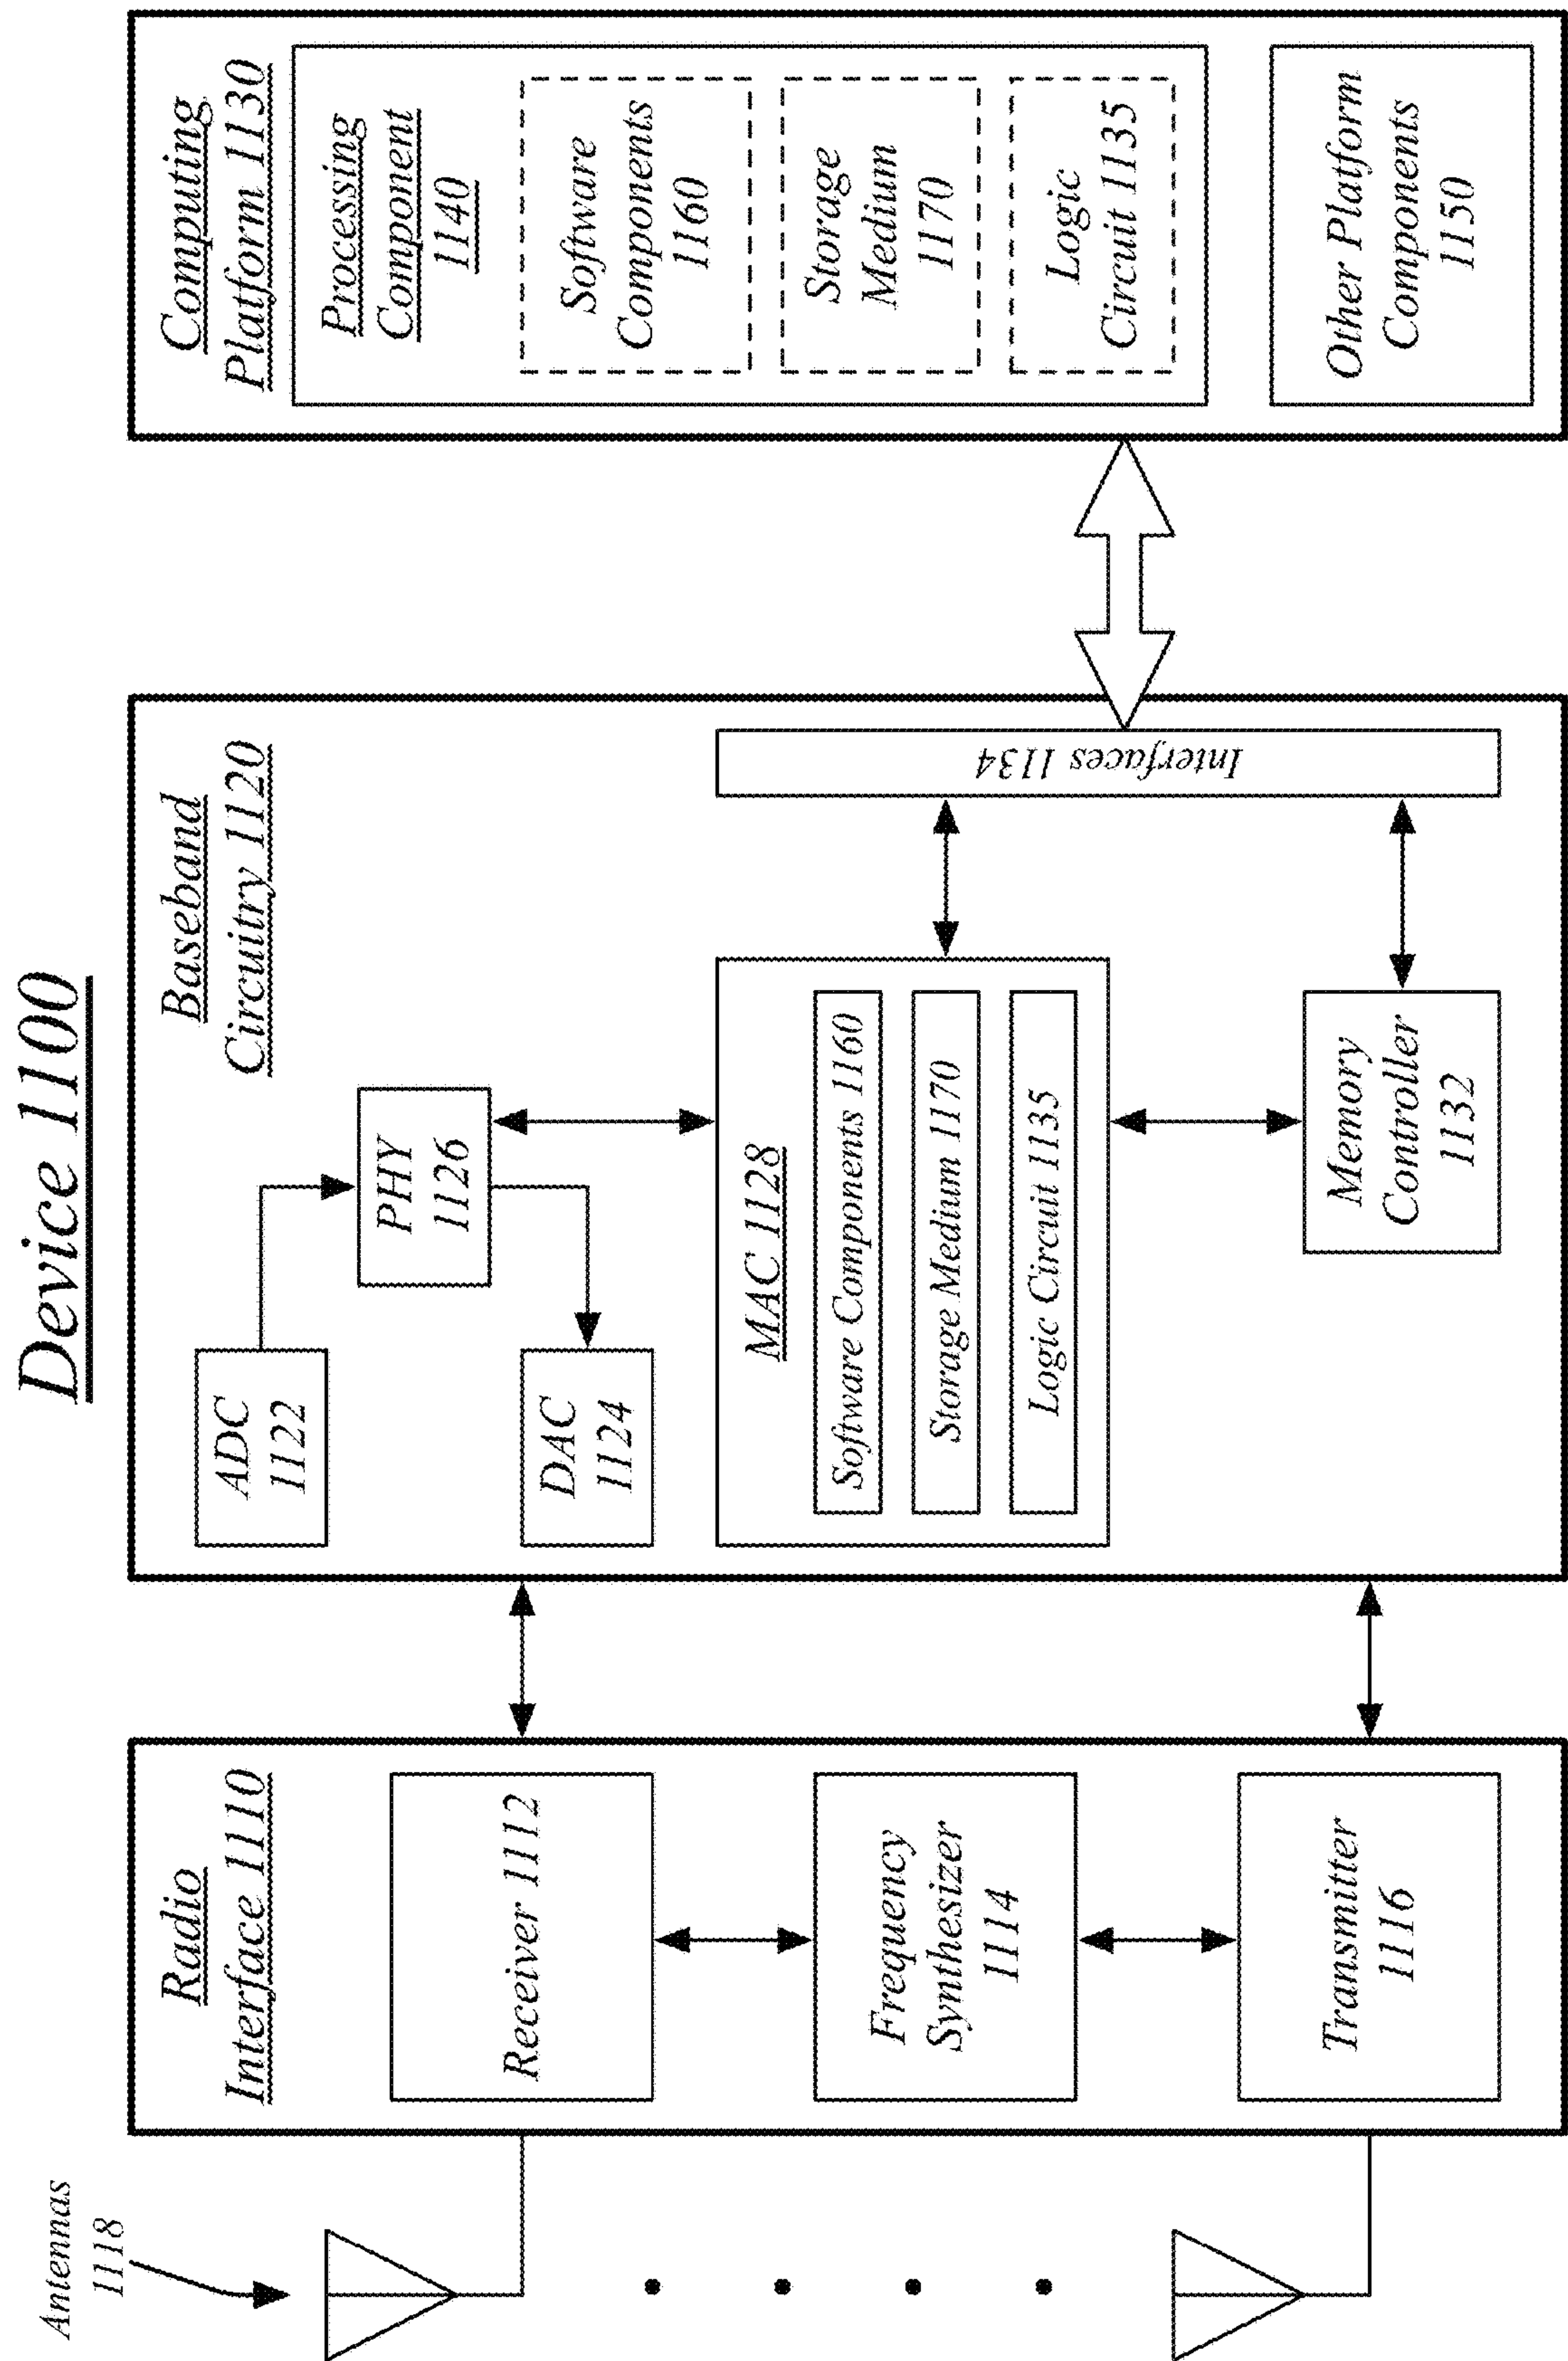 Device 1100
Antennas
1118
Radio
Interface 1110
Receiver 1112
Frequency
Synthesizer
1114
Transmitter
1116
Baseband
Circuitry 1120
ADC
1122
PHY
1126
DAC
1124
MAC 1128
Software Components 1160
Storage Medium 1170
Logic Circuit 1135
Memory
Controller
1132
Interfaces 1134
Computing
Platform 1130
Processing
Component
1140
Software
Components
1160
Storage
Medium
1170
Logic
Circuit 1135
Other Platform
Components
1150